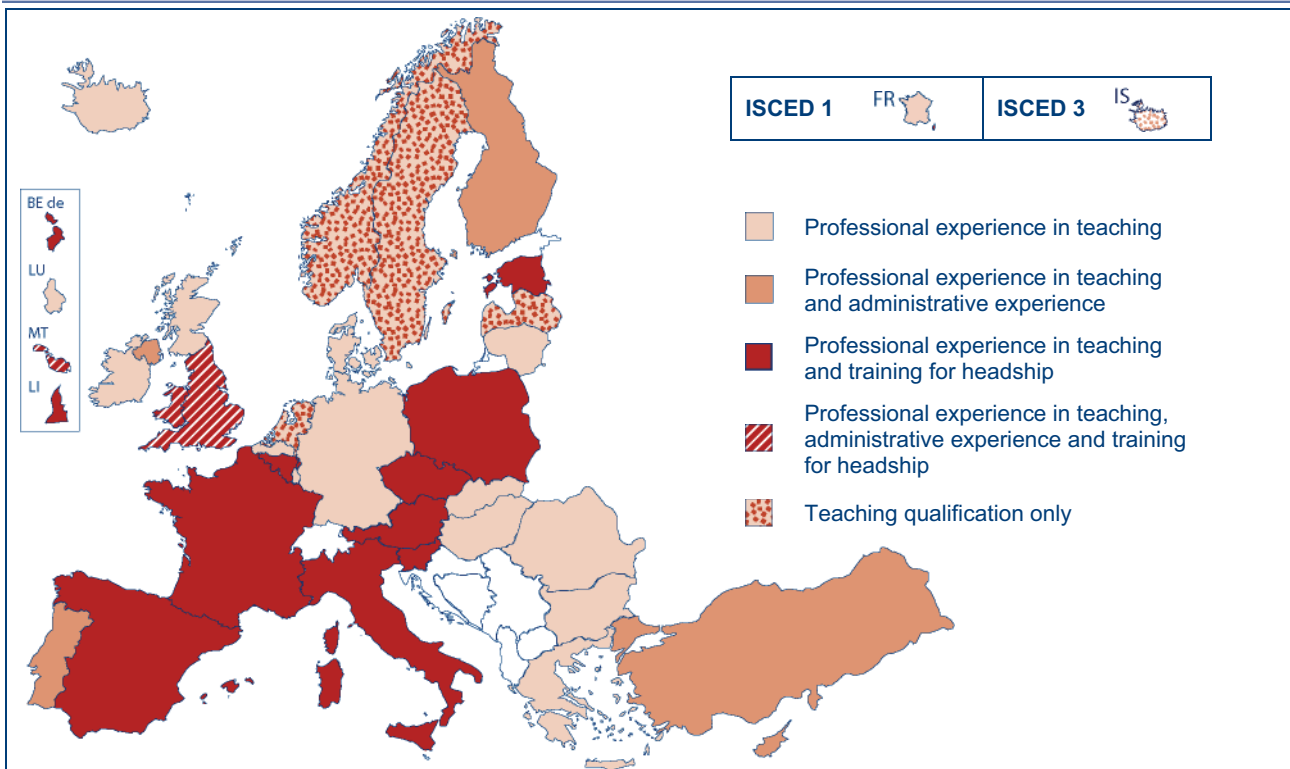 ISCED 1 FR ISCED 3 IS
BE de
LU
MT
LI
Professional experience in teaching
Professional experience in teaching
and administrative experience
Professional experience in teaching
and training for headship
Professional experience in teaching,
administrative experience and training
for headship
Teaching qualification only